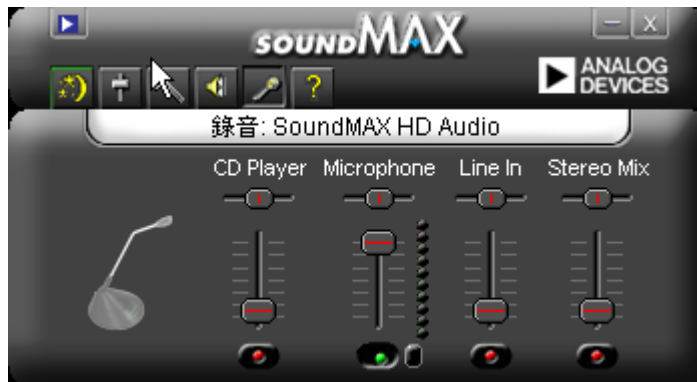 SOUNDMAX
ANALOG
DEVICES
?
錄音: SoundMAX HD Audio
CD Player Microphone Line In Stereo Mix